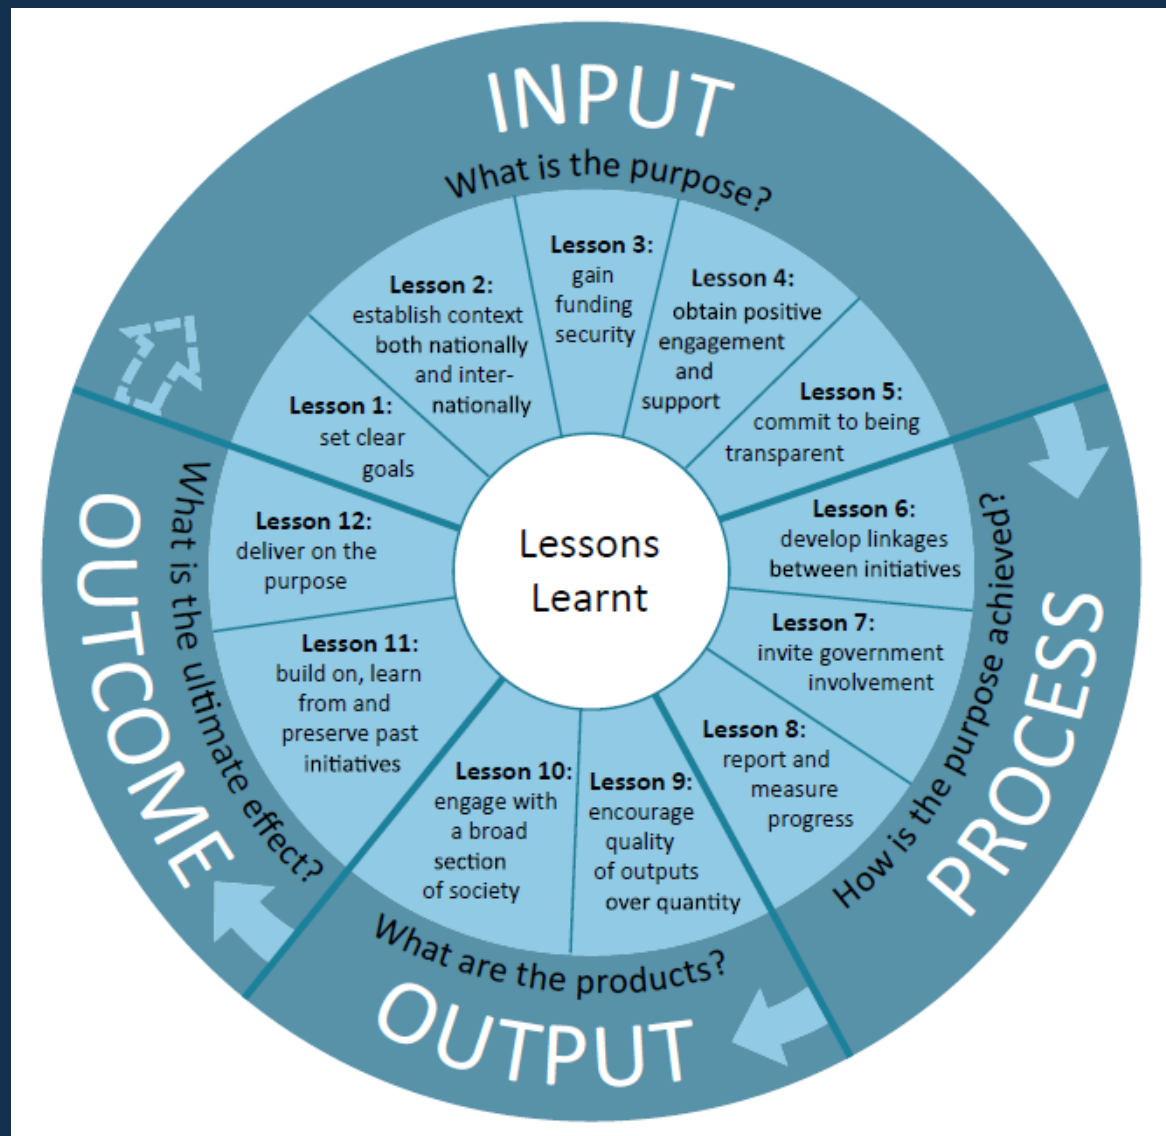 INPUT
What is the purpose?
Lesson 1:
set clear
goals
Lesson 2:
establish context
both nationally
and inter-
nationally
Lesson 3:
gain
funding
security
Lesson 4:
obtain positive
engagement
and
support
Lesson 5:
commit to being
transparent
PROCESS
How is the purpose achieved?
Lesson 6:
develop linkages
between initiatives
Lesson 7:
invite government
involvement
Lesson 8:
report and
measure
progress
OUTPUT
What are the products?
Lesson 9:
encourage
quality
of outputs
over quantity
Lesson 10:
engage with
a broad
section
of society
OUTCOME
What is the ultimate effect?
Lesson 11:
build on, learn
from and
preserve past
initiatives
Lesson 12:
deliver on the
purpose
Lessons
Learnt